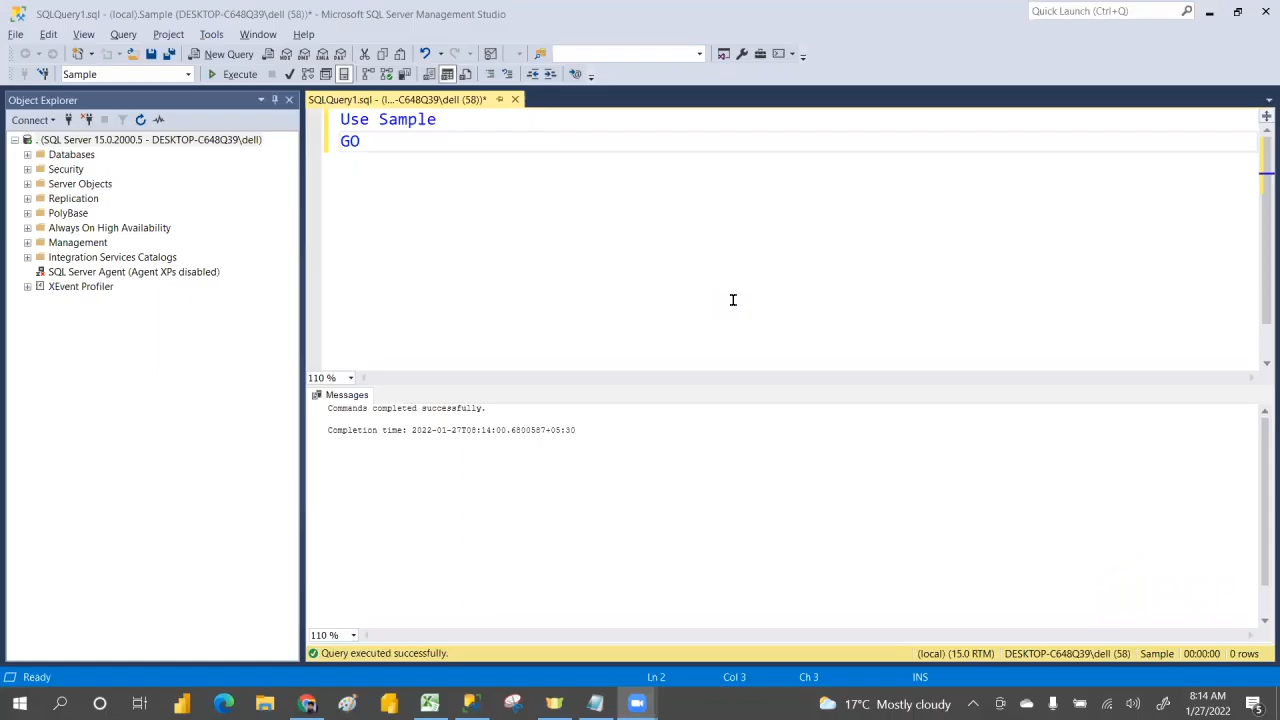 SQLQuery1.sql - (local).Sample (DESKTOP-C648Q39\dell (58))* - Microsoft SQL Server Management Studio
Quick Launch (Ctrl+Q)
File Edit View Query Project Tools Window Help
New Query
Sample Execute
Object Explorer
SQLQuery1.sql - (l...-C648Q39\dell (58))*
Connect
. (SQL Server 15.0.2000.5 - DESKTOP-C648Q39\dell)
Databases
Security
Server Objects
Replication
PolyBase
Always On High Availability
Management
Integration Services Catalogs
SQL Server Agent (Agent XPs disabled)
XEvent Profiler
Use Sample
GO
110 %
Messages
Commands completed successfully.
Completion time: 2022-01-27T08:14:00.6800587+05:30
110 %
Query executed successfully. (local) (15.0 RTM) DESKTOP-C648Q39\dell (58) Sample 00:00:00 0 rows
Ready Ln 2 Col 3 Ch 3 INS
17°C Mostly cloudy
8:14 AM
1/27/2022
5